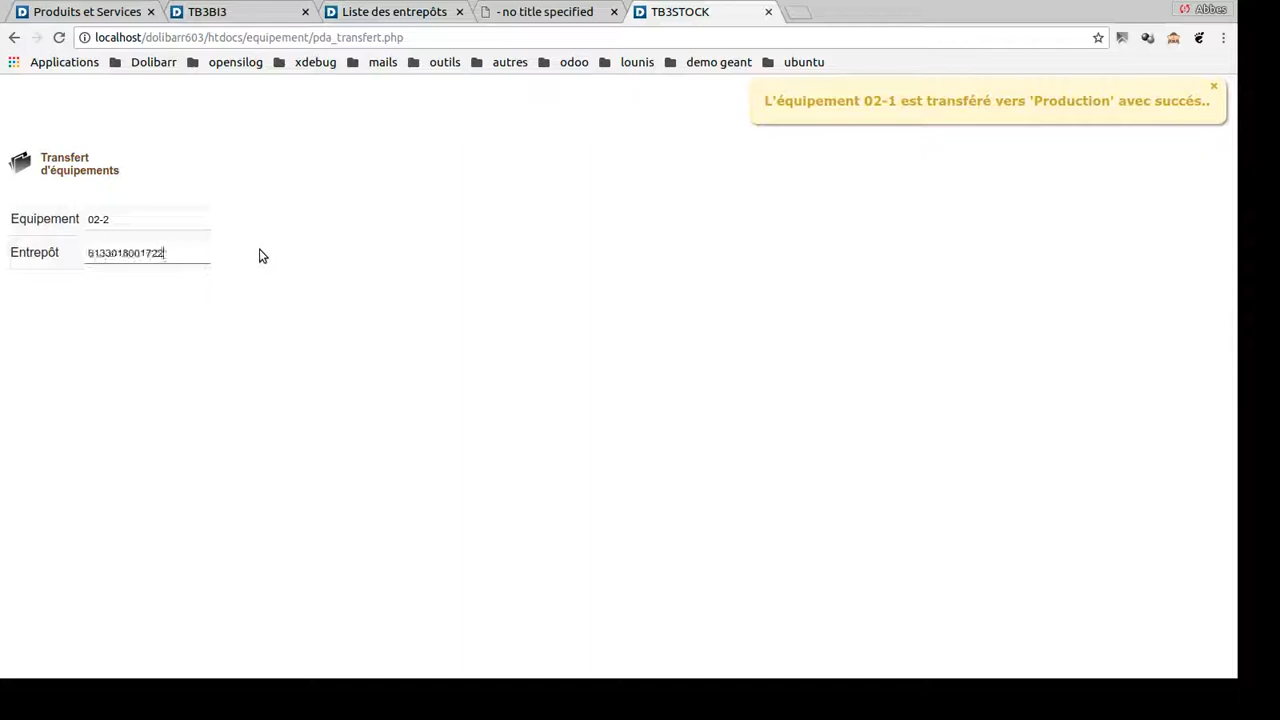 Produits et Services
TB3BI3
Liste des entrepôts
- no title specified
TB3STOCK
Abbes
localhost/dolibarr603/htdocs/equipement/pda_transfert.php
Applications
Dolibarr
opensilog
xdebug
mails
outils
autres
odoo
lounis
demo geant
ubuntu
L'équipement 02-1 est transféré vers 'Production' avec succés..
Transfert
d'équipements
Equipement
02-2
Entrepôt